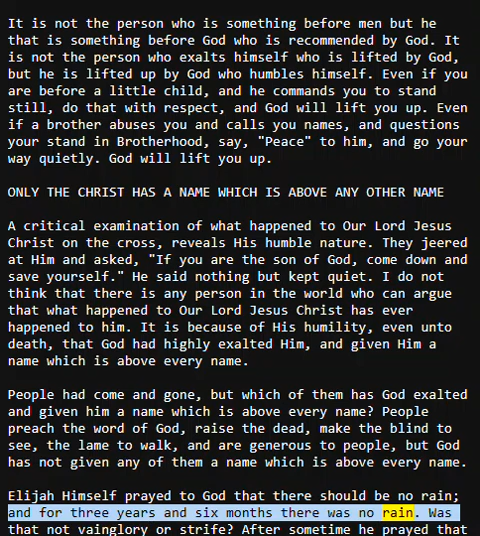 It is not the person who is something before men but he
that is something before God who is recommended by God. It
is not the person who exalts himself who is lifted by God,
but he is lifted up by God who humbles himself. Even if you
are before a little child, and he commands you to stand
still, do that with respect, and God will lift you up. Even
if a brother abuses you and calls you names, and questions
your stand in Brotherhood, say, "Peace" to him, and go your
way quietly. God will lift you up.
ONLY THE CHRIST HAS A NAME WHICH IS ABOVE ANY OTHER NAME
A critical examination of what happened to Our Lord Jesus
Christ on the cross, reveals His humble nature. They jeered
at Him and asked, "If you are the son of God, come down and
save yourself." He said nothing but kept quiet. I do not
think that there is any person in the world who can argue
that what happened to Our Lord Jesus Christ has ever
happened to him. It is because of His humility, even unto
death, that God had highly exalted Him, and given Him a
name which is above every name.
People had come and gone, but which of them has God exalted
and given him a name which is above every name? People
preach the word of God, raise the dead, make the blind to
see, the lame to walk, and are generous to people, but God
has not given any of them a name which is above every name.
Elijah Himself prayed to God that there should be no rain;
and for three years and six months there was no rain. Was
that not vainglory or strife? After sometime he prayed that